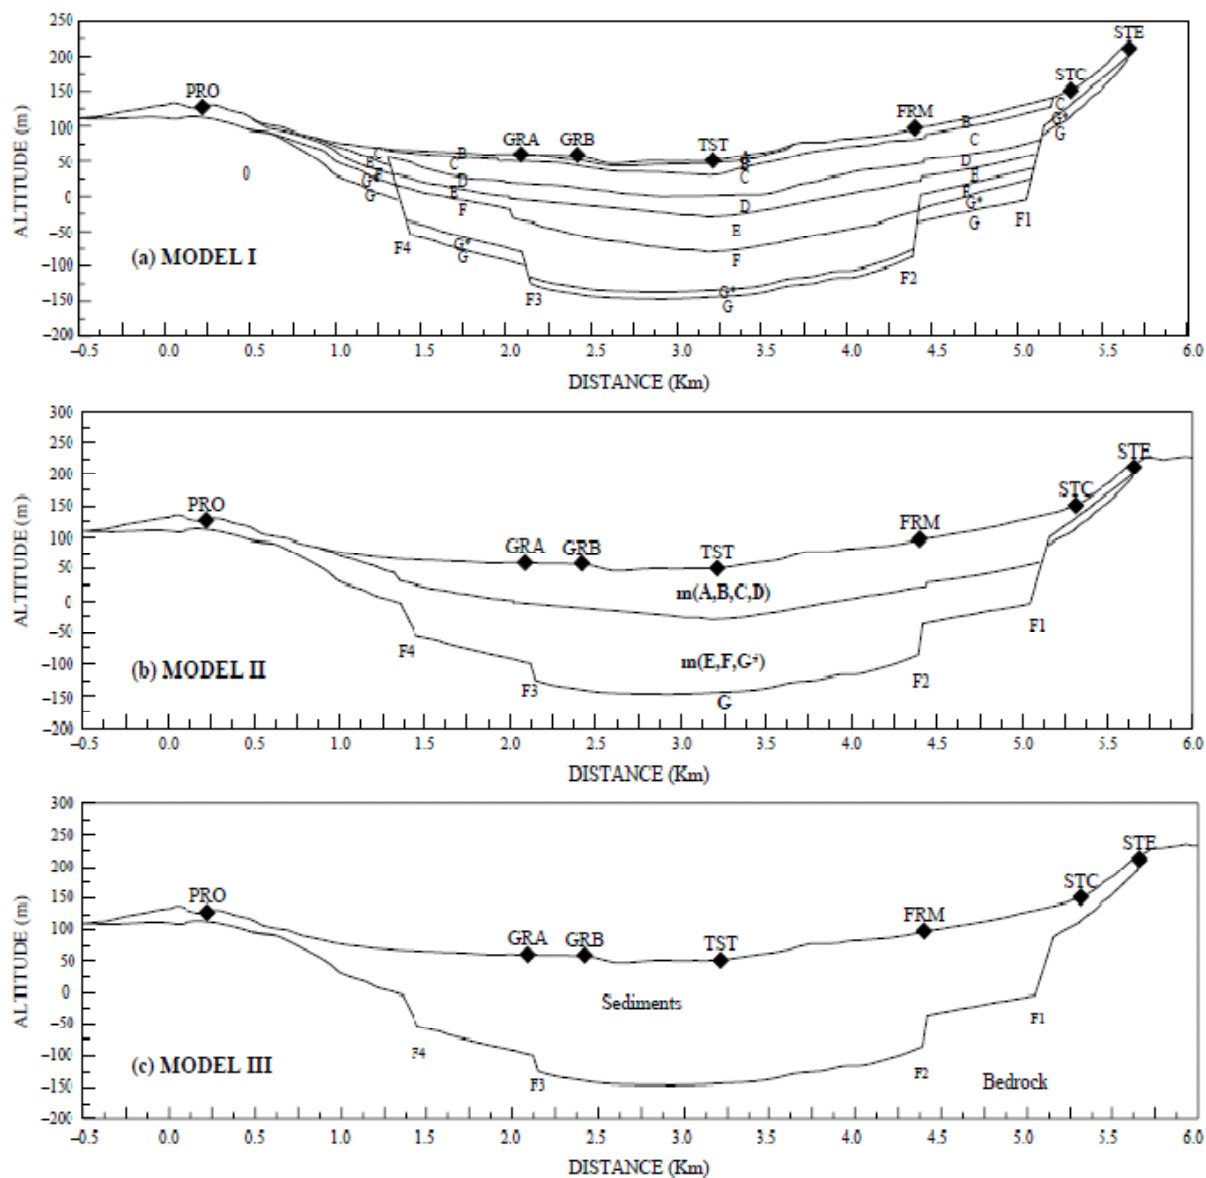 250
200
150
100
50
0
−50
−100
−150
−200
ALTITUDE (m)
STE
STC
PRO
FRM
GRA GRB TST
C B A B C B C C
G*
G
0
E
F
G*
G
C
D
E
F
D
E
F
D
E
F
G*
G
F4
G*
G
F3
G*
G
F2
F1
(a) MODEL I
−0.5 0.0 0.5 1.0 1.5 2.0 2.5 3.0 3.5 4.0 4.5 5.0 5.5 6.0
DISTANCE (Km)
300
250
200
150
100
50
0
−50
−100
−150
−200
ALTITUDE (m)
STE
STC
PRO
FRM
GRA GRB TST
m(A,B,C,D)
F4
F1
m(E,F,G*)
F3
F2
G
(b) MODEL II
−0.5 0.0 0.5 1.0 1.5 2.0 2.5 3.0 3.5 4.0 4.5 5.0 5.5 6.0
DISTANCE (Km)
300
250
200
150
100
50
0
−50
−100
−150
−200
ALTITUDE (m)
STE
STC
PRO
FRM
GRA GRB TST
Sediments
F1
F4
F3
F2
Bedrock
(c) MODEL III
−0.5 0.0 0.5 1.0 1.5 2.0 2.5 3.0 3.5 4.0 4.5 5.0 5.5 6.0
DISTANCE (Km)